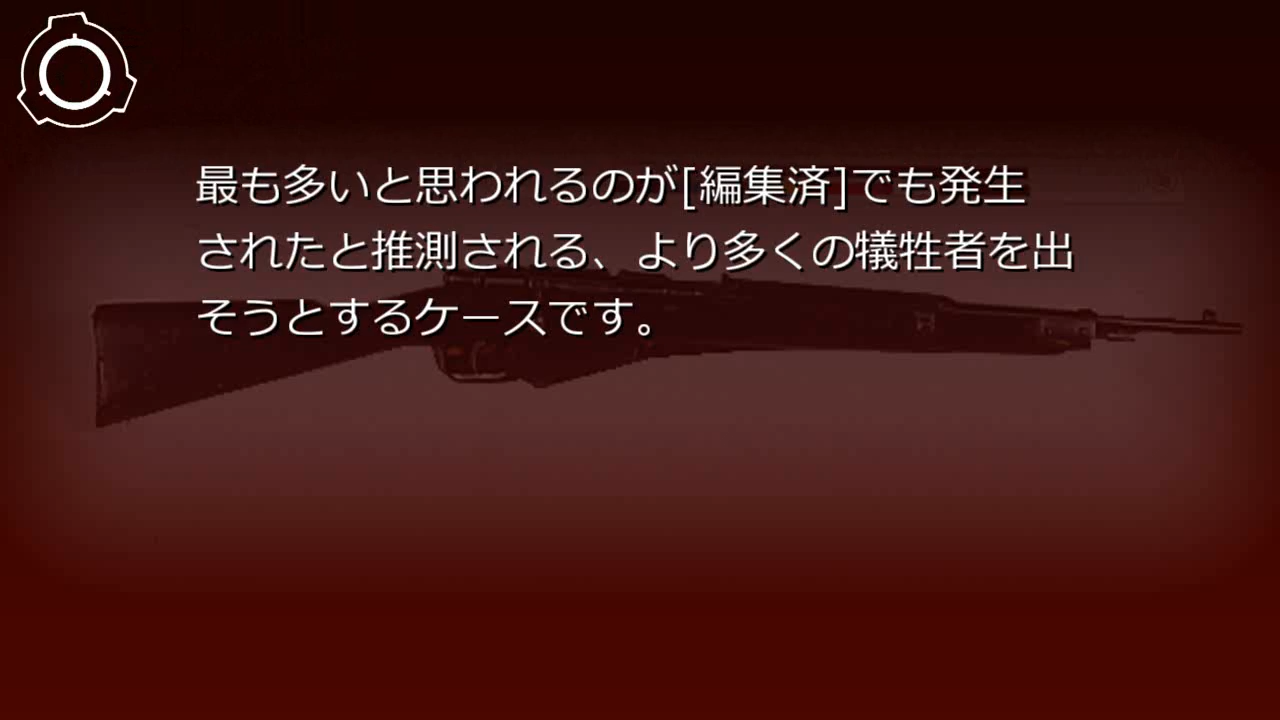 最も多いと思われるのが[編集済]でも発生
されたと推測される、より多くの犠牲者を出
そうとするケースです。